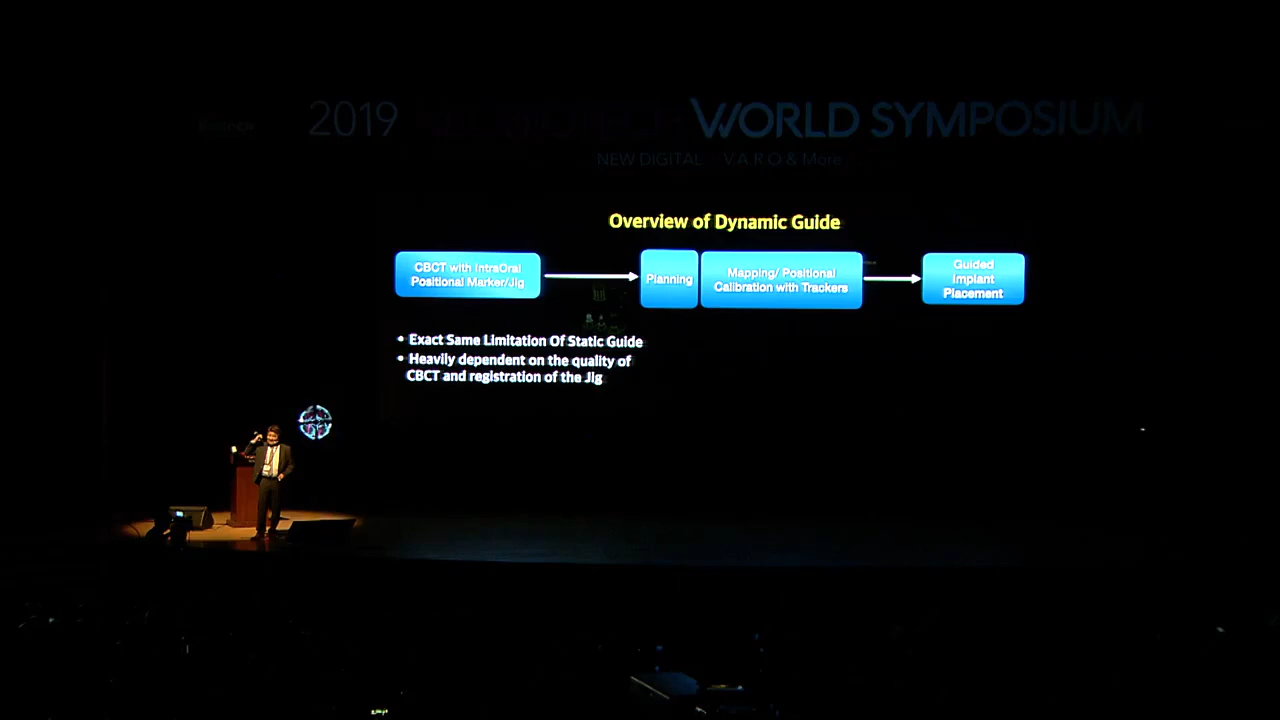 2019 WORLD SYMPOSIUM
NEW DIGITAL V.A.R.O & More
Overview of Dynamic Guide
CBCT with IntraOral
Positional Marker/Jig
Planning
Mapping/ Positional
Calibration with Trackers
Guided
Implant
Placement
• Exact Same Limitation Of Static Guide
• Heavily dependent on the quality of
CBCT and registration of the Jig